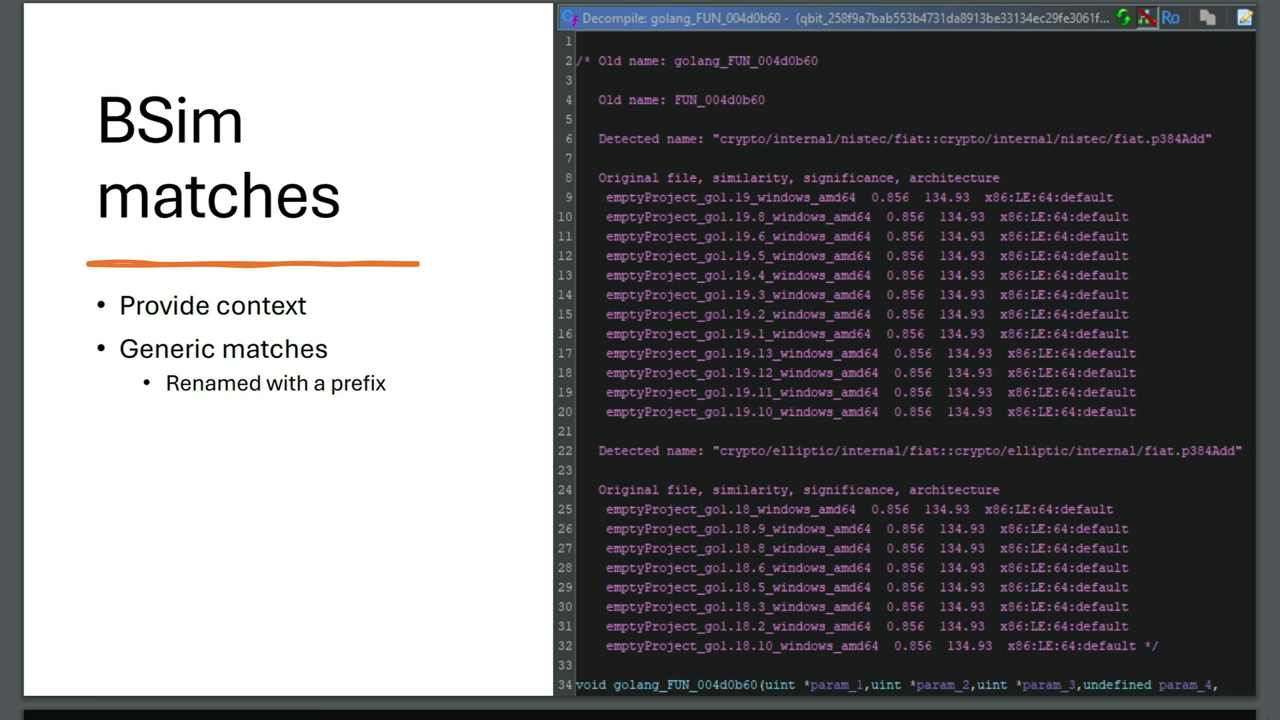 BSim
matches
• Provide context
• Generic matches
• Renamed with a prefix
Decompile: golang_FUN_004d0b60 - (qbit_258f9a7bab553b4731da8913be33134ec29fe3061f...
Ro
1
2 /* Old name: golang_FUN_004d0b60
3
4 Old name: FUN_004d0b60
5
6 Detected name: "crypto/internal/nistec/fiat::crypto/internal/nistec/fiat.p384Add"
7
8 Original file, similarity, significance, architecture
9 emptyProject_go1.19_windows_amd64 0.856 134.93 x86:LE:64:default
10 emptyProject_go1.19.8_windows_amd64 0.856 134.93 x86:LE:64:default
11 emptyProject_go1.19.6_windows_amd64 0.856 134.93 x86:LE:64:default
12 emptyProject_go1.19.5_windows_amd64 0.856 134.93 x86:LE:64:default
13 emptyProject_go1.19.4_windows_amd64 0.856 134.93 x86:LE:64:default
14 emptyProject_go1.19.3_windows_amd64 0.856 134.93 x86:LE:64:default
15 emptyProject_go1.19.2_windows_amd64 0.856 134.93 x86:LE:64:default
16 emptyProject_go1.19.1_windows_amd64 0.856 134.93 x86:LE:64:default
17 emptyProject_go1.19.13_windows_amd64 0.856 134.93 x86:LE:64:default
18 emptyProject_go1.19.12_windows_amd64 0.856 134.93 x86:LE:64:default
19 emptyProject_go1.19.11_windows_amd64 0.856 134.93 x86:LE:64:default
20 emptyProject_go1.19.10_windows_amd64 0.856 134.93 x86:LE:64:default
21
22 Detected name: "crypto/elliptic/internal/fiat::crypto/elliptic/internal/fiat.p384Add"
23
24 Original file, similarity, significance, architecture
25 emptyProject_go1.18_windows_amd64 0.856 134.93 x86:LE:64:default
26 emptyProject_go1.18.9_windows_amd64 0.856 134.93 x86:LE:64:default
27 emptyProject_go1.18.8_windows_amd64 0.856 134.93 x86:LE:64:default
28 emptyProject_go1.18.6_windows_amd64 0.856 134.93 x86:LE:64:default
29 emptyProject_go1.18.5_windows_amd64 0.856 134.93 x86:LE:64:default
30 emptyProject_go1.18.3_windows_amd64 0.856 134.93 x86:LE:64:default
31 emptyProject_go1.18.2_windows_amd64 0.856 134.93 x86:LE:64:default
32 emptyProject_go1.18.10_windows_amd64 0.856 134.93 x86:LE:64:default */
33
34 void golang_FUN_004d0b60(uint *param_1,uint *param_2,uint *param_3,undefined param_4,